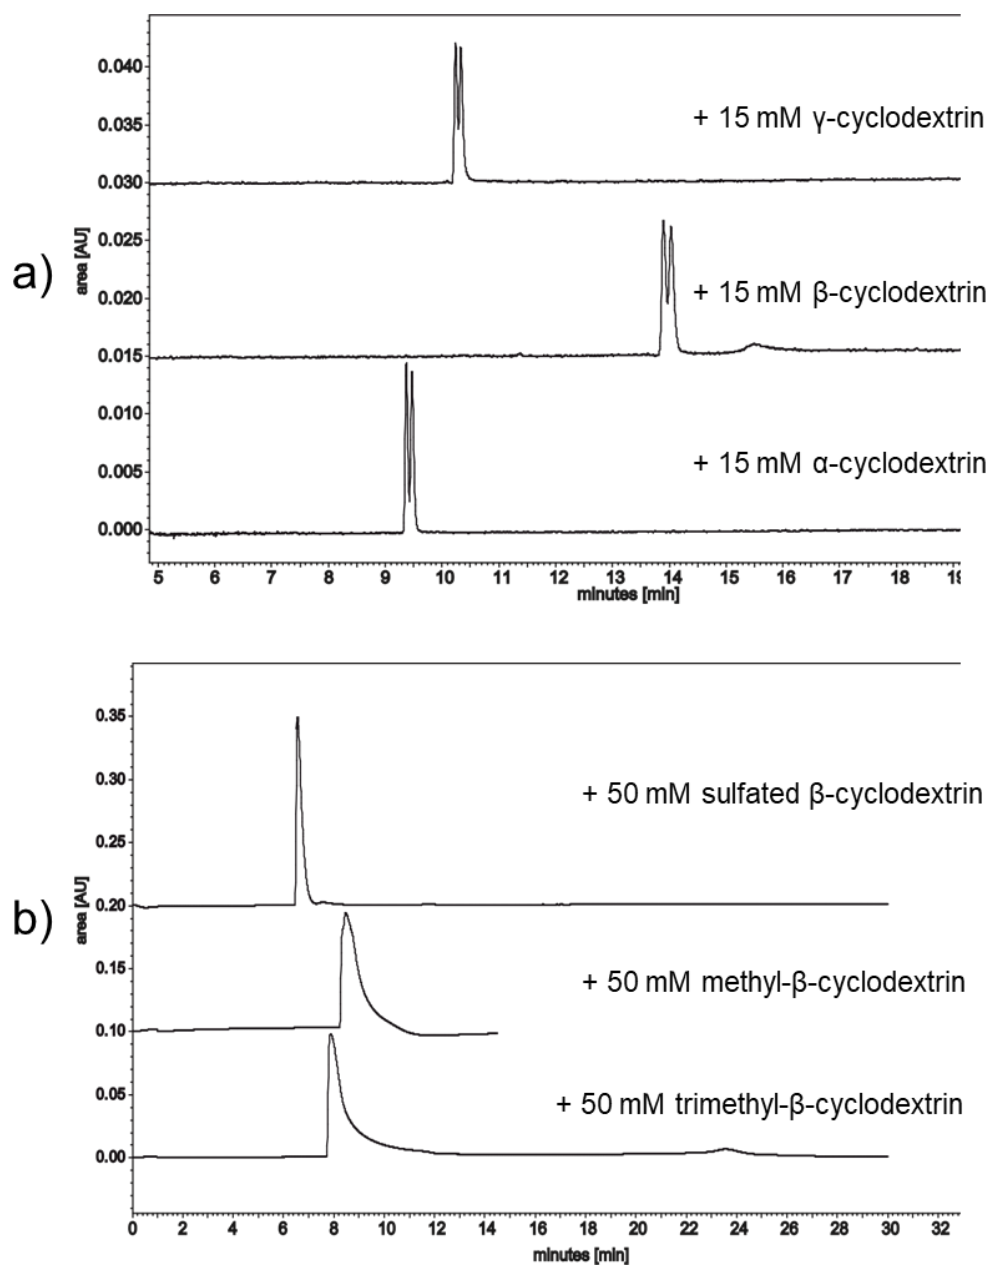 0.040
+ 15 mM γ-cyclodextrin
0.035
0.030
0.025
a)
area [AU]
+ 15 mM β-cyclodextrin
0.020
0.015
0.010
+ 15 mM α-cyclodextrin
0.005
0.000
5 6 7 8 9 10 11 12 13 14 15 16 17 18 19
minutes [min]
0.35
+ 50 mM sulfated β-cyclodextrin
0.30
0.25
0.20
b)
area [AU]
0.15
+ 50 mM methyl-β-cyclodextrin
0.10
0.05
+ 50 mM trimethyl-β-cyclodextrin
0.00
0 2 4 6 8 10 12 14 16 18 20 22 24 26 28 30 32
minutes [min]